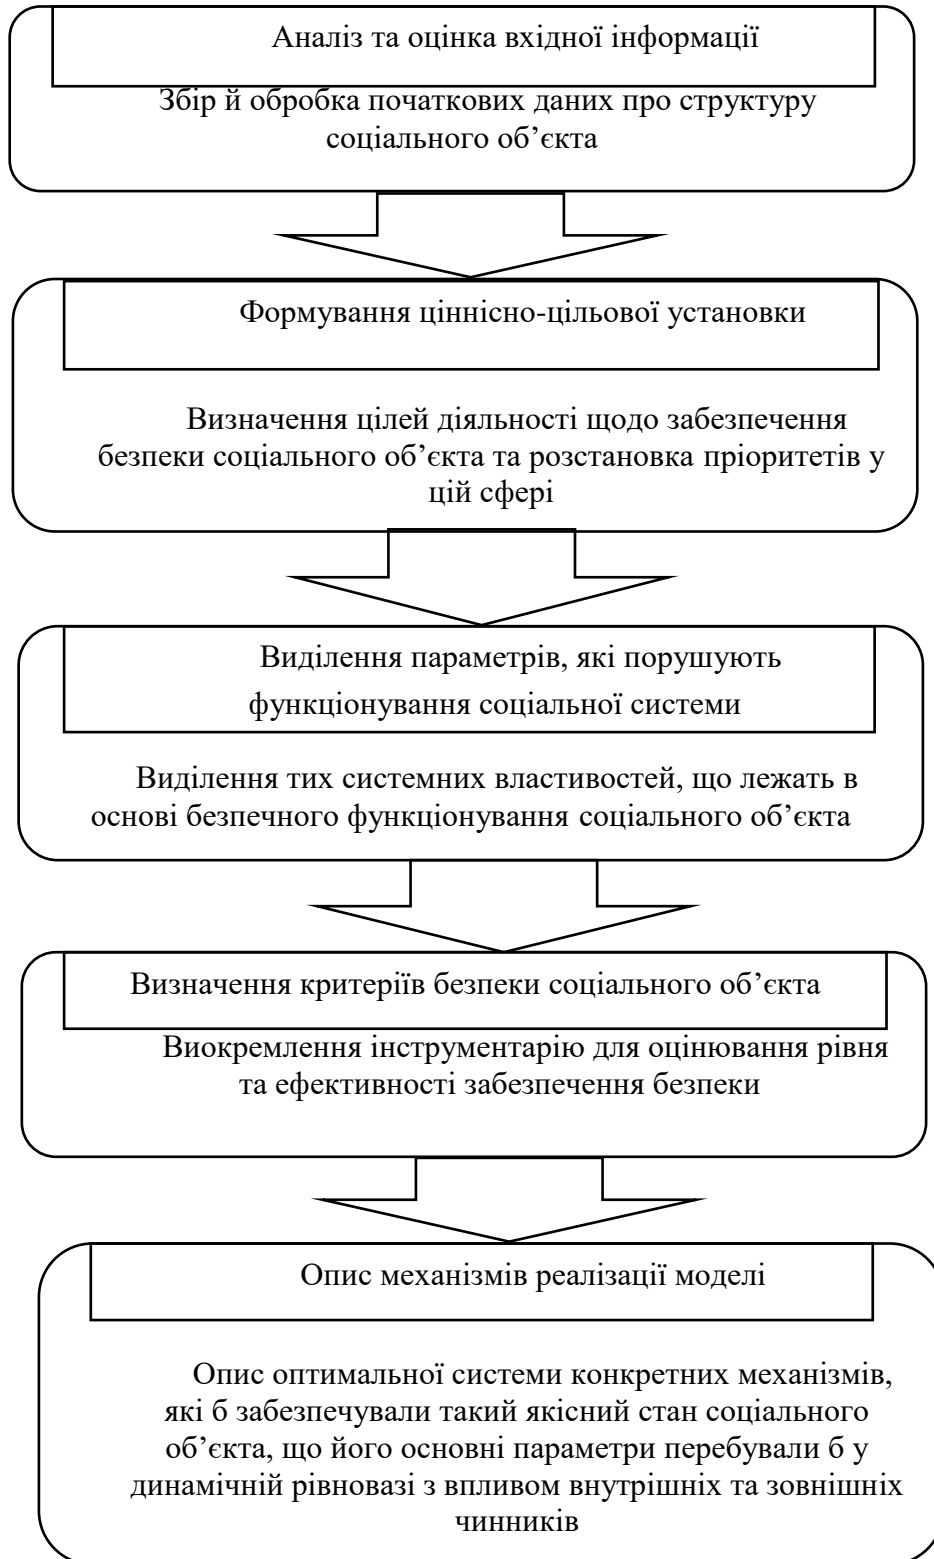 Аналіз та оцінка вхідної інформації
Збір й обробка початкових даних про структуру
соціального об’єкта
Формування ціннісно-цільової установки
Визначення цілей діяльності щодо забезпечення
безпеки соціального об’єкта та розстановка пріоритетів у
цій сфері
Виділення параметрів, які порушують
функціонування соціальної системи
Виділення тих системних властивостей, що лежать в
основі безпечного функціонування соціального об’єкта
Визначення критеріїв безпеки соціального об’єкта
Виокремлення інструментарію для оцінювання рівня
та ефективності забезпечення безпеки
Опис механізмів реалізації моделі
Опис оптимальної системи конкретних механізмів,
які б забезпечували такий якісний стан соціального
об’єкта, що його основні параметри перебували б у
динамічній рівновазі з впливом внутрішніх та зовнішніх
чинників